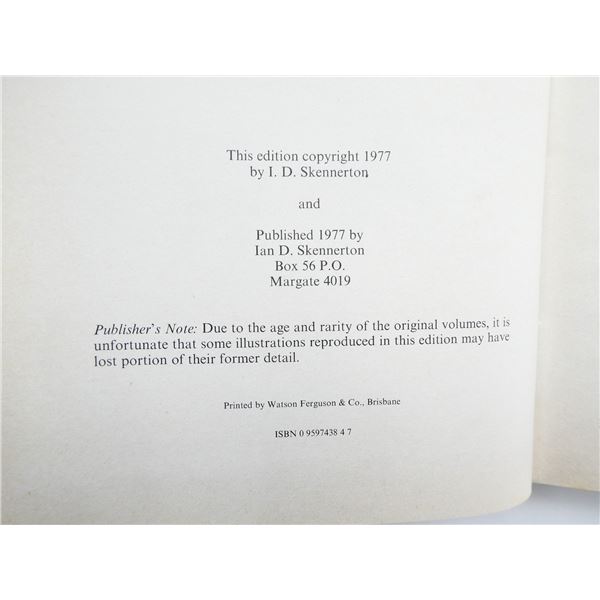 This edition copyright 1977
by I. D. Skennerton
and
Published 1977 by
Ian D. Skennerton
Box 56 P.O.
Margate 4019
Publisher's Note: Due to the age and rarity of the original volumes, it is
unfortunate that some illustrations reproduced in this edition may have
lost portion of their former detail.
Printed by Watson Ferguson & Co., Brisbane
ISBN 0 9597438 4 7